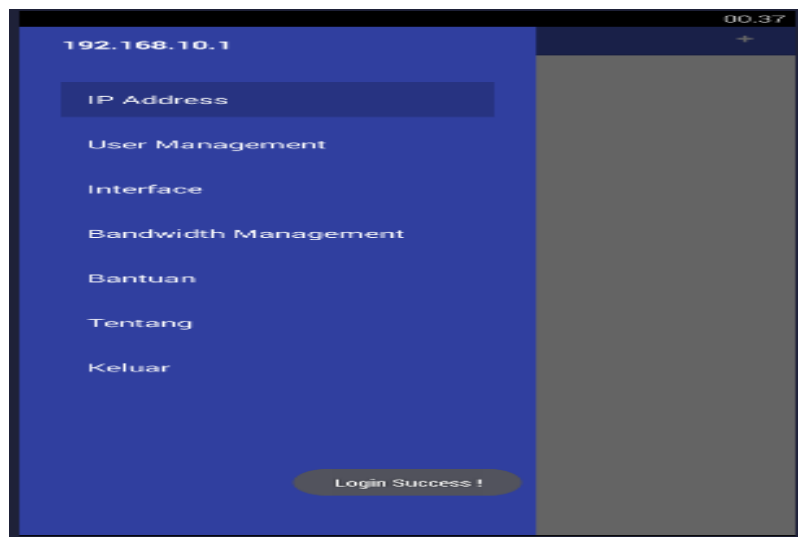 00.37
192.168.10.1
+
IP Address
User Management
Interface
Bandwidth Management
Bantuan
Tentang
Keluar
Login Success !